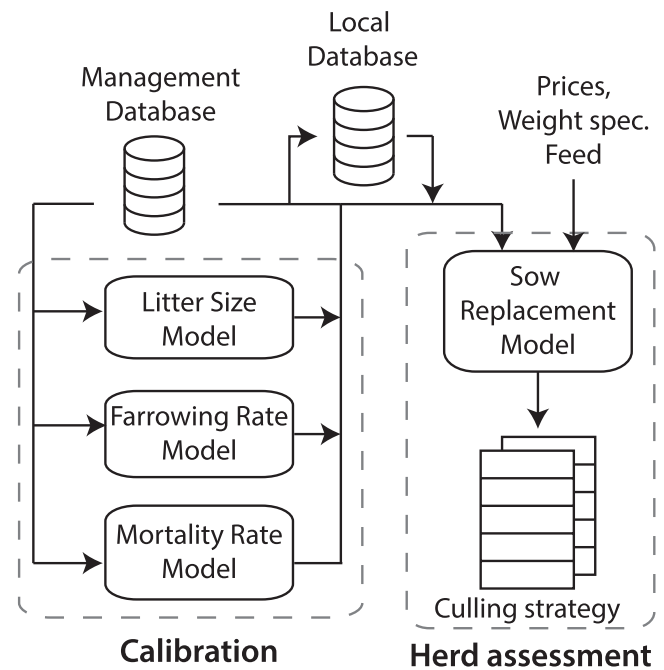 Local
Database
Management
Database
Prices,
Weight spec.
Feed
Litter Size
Model
Farrowing Rate
Model
Mortality Rate
Model
Calibration
Sow
Replacement
Model
Culling strategy
Herd assessment